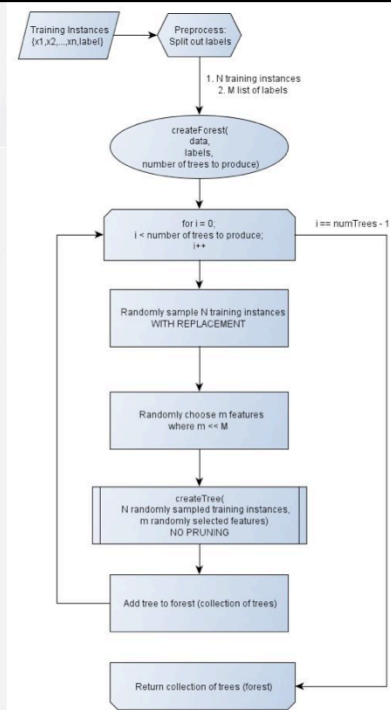 Training Instances
{x1,x2,...,xn,label}
Preprocess:
Split out labels
1. N training instances
2. M list of labels
createForest(
data,
labels,
number of trees to produce)
for i = 0;
i < number of trees to produce;
i++
i == numTrees - 1
Randomly sample N training instances
WITH REPLACEMENT
Randomly choose m features
where m << M
createTree(
N randomly sampled training instances,
m randomly selected features)
NO PRUNING
Add tree to forest (collection of trees)
Return collection of trees (forest)